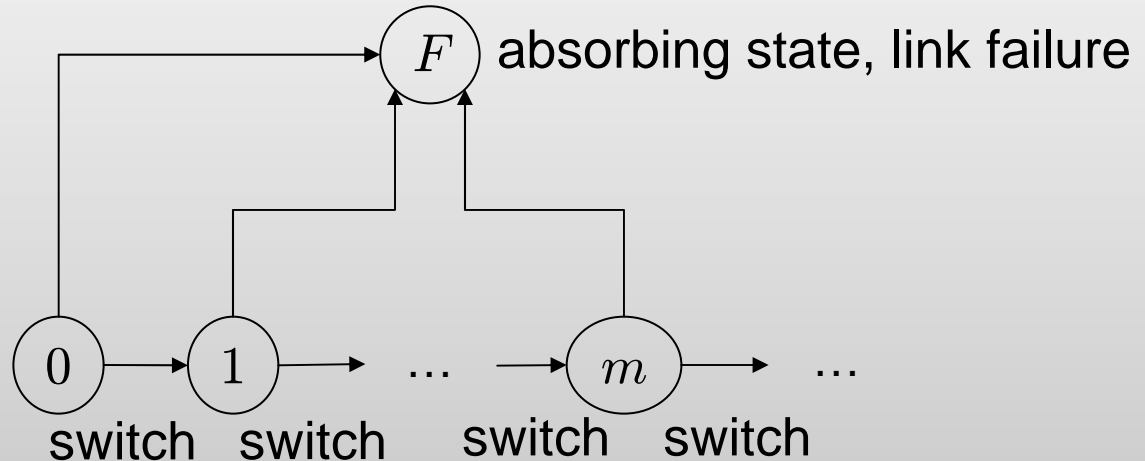 F absorbing state, link failure
0 1 ... m ...
switch switch switch switch